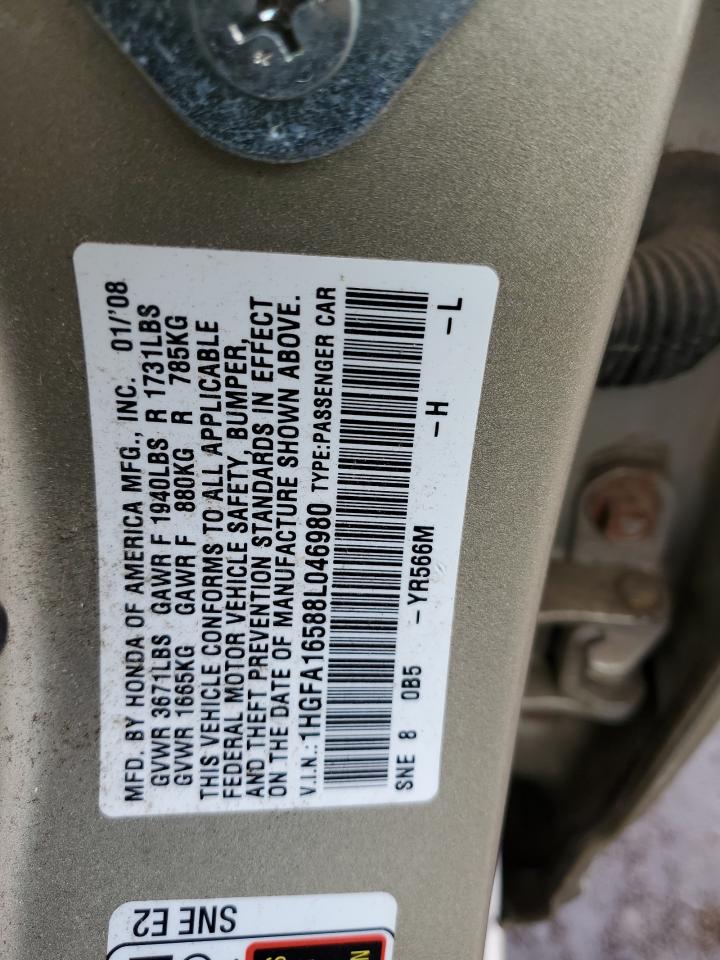 MFD. BY HONDA OF AMERICA MFG., INC. 01/'08
GVWR 3671LBS GAWR F 1940LBS R 1731LBS
GVWR 1665KG GAWR F 880KG R 785KG
THIS VEHICLE CONFORMS TO ALL APPLICABLE
FEDERAL MOTOR VEHICLE SAFETY, BUMPER,
AND THEFT PREVENTION STANDARDS IN EFFECT
ON THE DATE OF MANUFACTURE SHOWN ABOVE.
V.I.N.:1HGFA16588L046980 TYPE:PASSENGER CAR
SNE 8 0B5 -YR566M -H -L
SNE E2